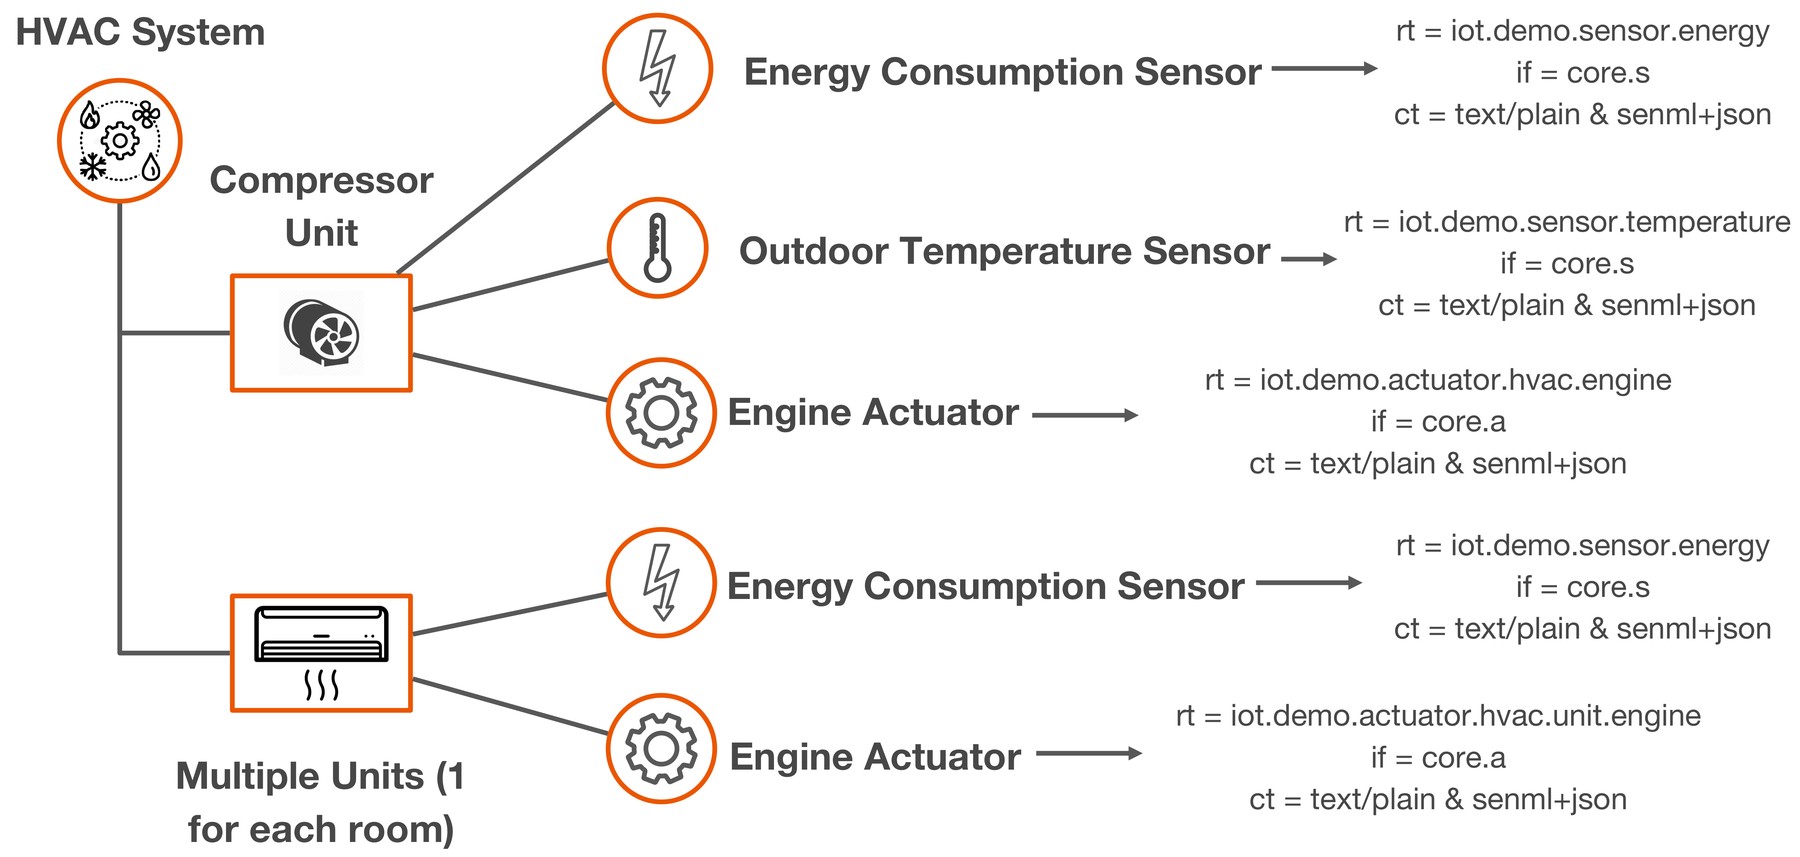 HVAC System
Compressor
Unit
Energy Consumption Sensor
rt = iot.demo.sensor.energy
if = core.s
ct = text/plain & senml+json
Outdoor Temperature Sensor
rt = iot.demo.sensor.temperature
if = core.s
ct = text/plain & senml+json
Engine Actuator
rt = iot.demo.actuator.hvac.engine
if = core.a
ct = text/plain & senml+json
Multiple Units (1
for each room)
Energy Consumption Sensor
rt = iot.demo.sensor.energy
if = core.s
ct = text/plain & senml+json
Engine Actuator
rt = iot.demo.actuator.hvac.unit.engine
if = core.a
ct = text/plain & senml+json